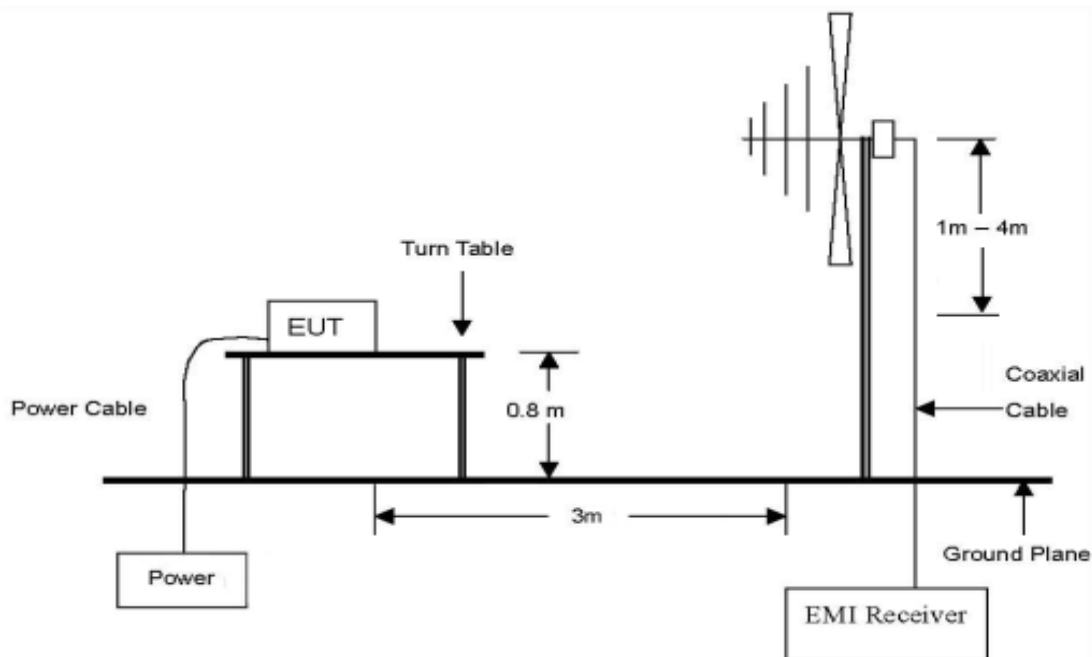 1m – 4m
Turn Table
EUT
Coaxial
Cable
Power Cable
0.8 m
3m
Ground Plane
Power
EMI Receiver